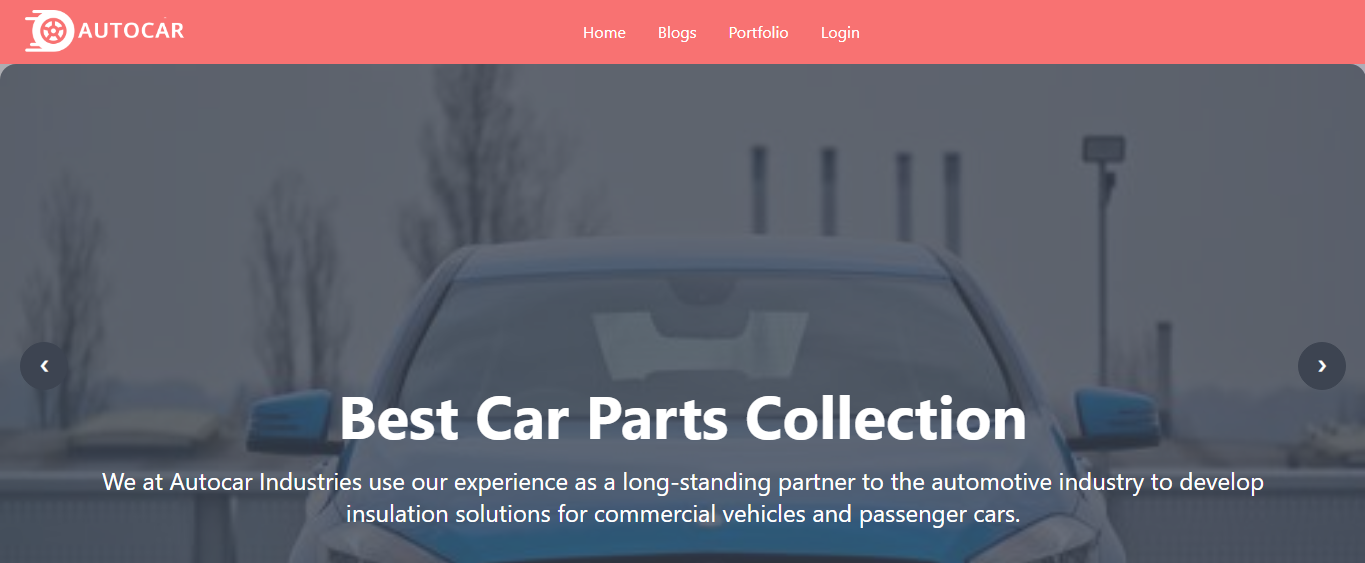 AUTOCAR
Home Blogs Portfolio Login
Best Car Parts Collection
We at Autocar Industries use our experience as a long-standing partner to the automotive industry to develop
insulation solutions for commercial vehicles and passenger cars.